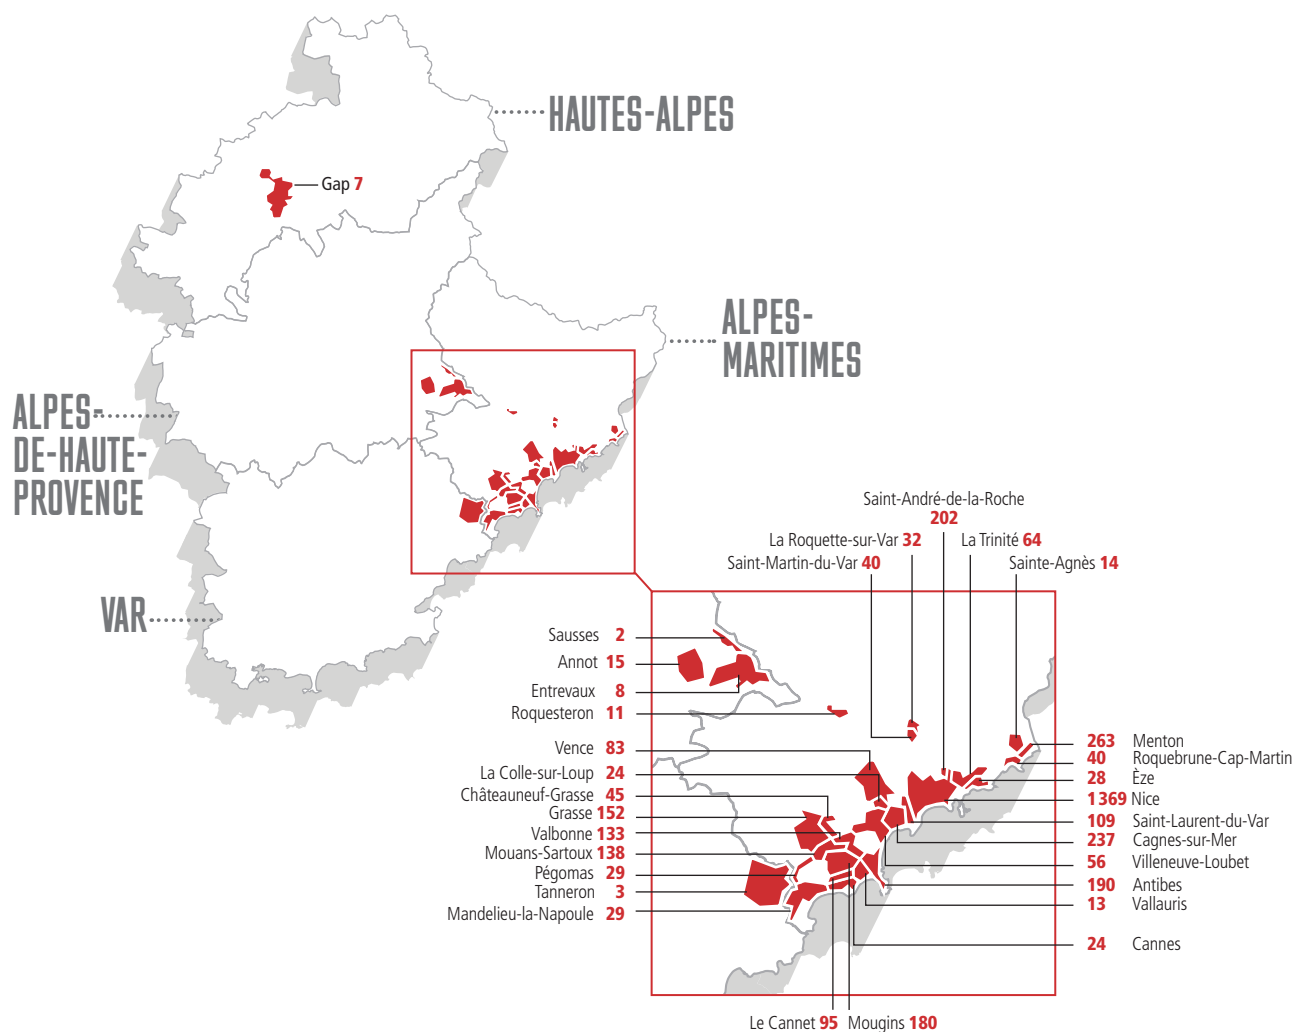 HAUTES-ALPES
Gap 7
ALPES-
MARITIMES
ALPES-
DE-HAUTE-
PROVENCE
VAR
Saint-André-de-la-Roche
202
La Roquette-sur-Var 32
La Trinité 64
Saint-Martin-du-Var 40
Sainte-Agnès 14
Sausses 2
Annot 15
Entrevaux 8
Roquesteron 11
Vence 83
La Colle-sur-Loup 24
Châteauneuf-Grasse 45
Grasse 152
Valbonne 133
Mouans-Sartoux 138
Pégomas 29
Tanneron 3
Mandelieu-la-Napoule 29
263 Menton
40 Roquebrune-Cap-Martin
28 Èze
1369 Nice
109 Saint-Laurent-du-Var
237 Cagnes-sur-Mer
56 Villeneuve-Loubet
190 Antibes
13 Vallauris
24 Cannes
Le Cannet 95
Mougins 180